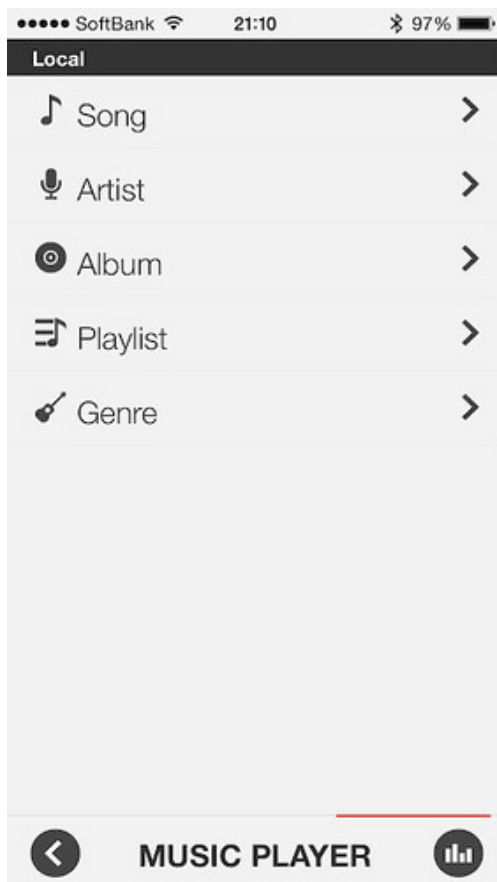 SoftBank 21:10 97%
Local
Song
Artist
Album
Playlist
Genre
MUSIC PLAYER